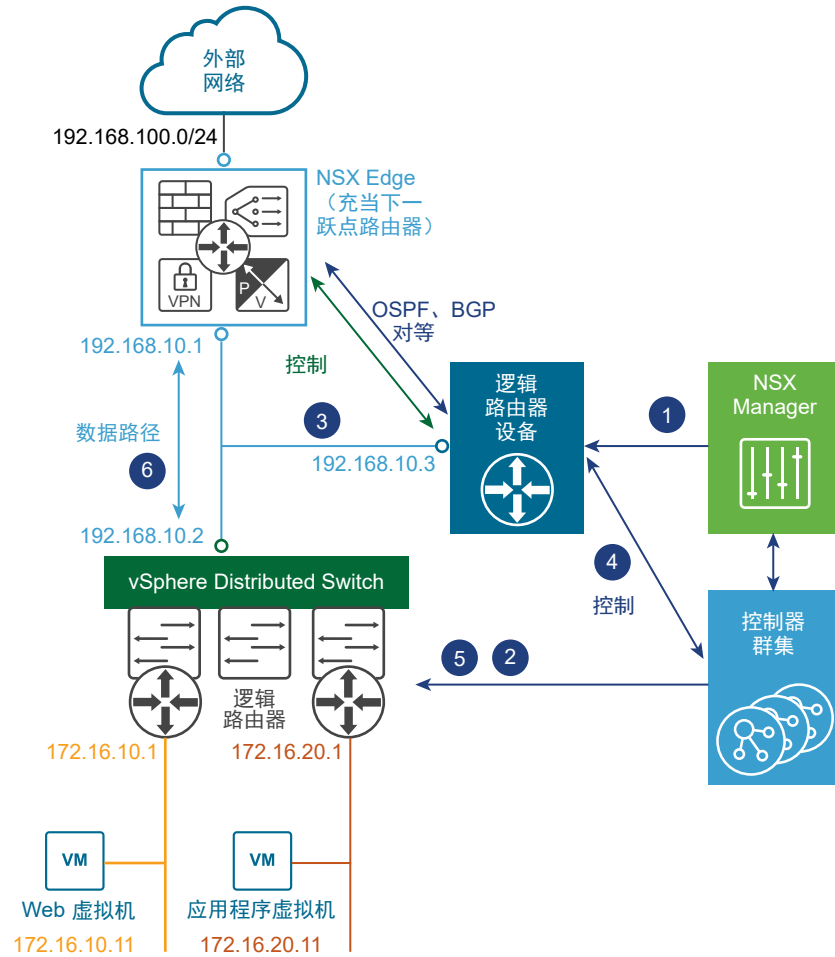 外部
网络
192.168.100.0/24
NSX Edge
（充当下一
跃点路由器）
VPN
P
V
OSPF、BGP
对等
控制
192.168.10.1
数据路径
6
3
192.168.10.3
192.168.10.2
逻辑
路由器
设备
1
NSX
Manager
4
控制
vSphere Distributed Switch
5
2
控制器
群集
逻辑
路由器
172.16.10.1
172.16.20.1
VM
VM
Web 虚拟机
应用程序虚拟机
172.16.10.11
172.16.20.11